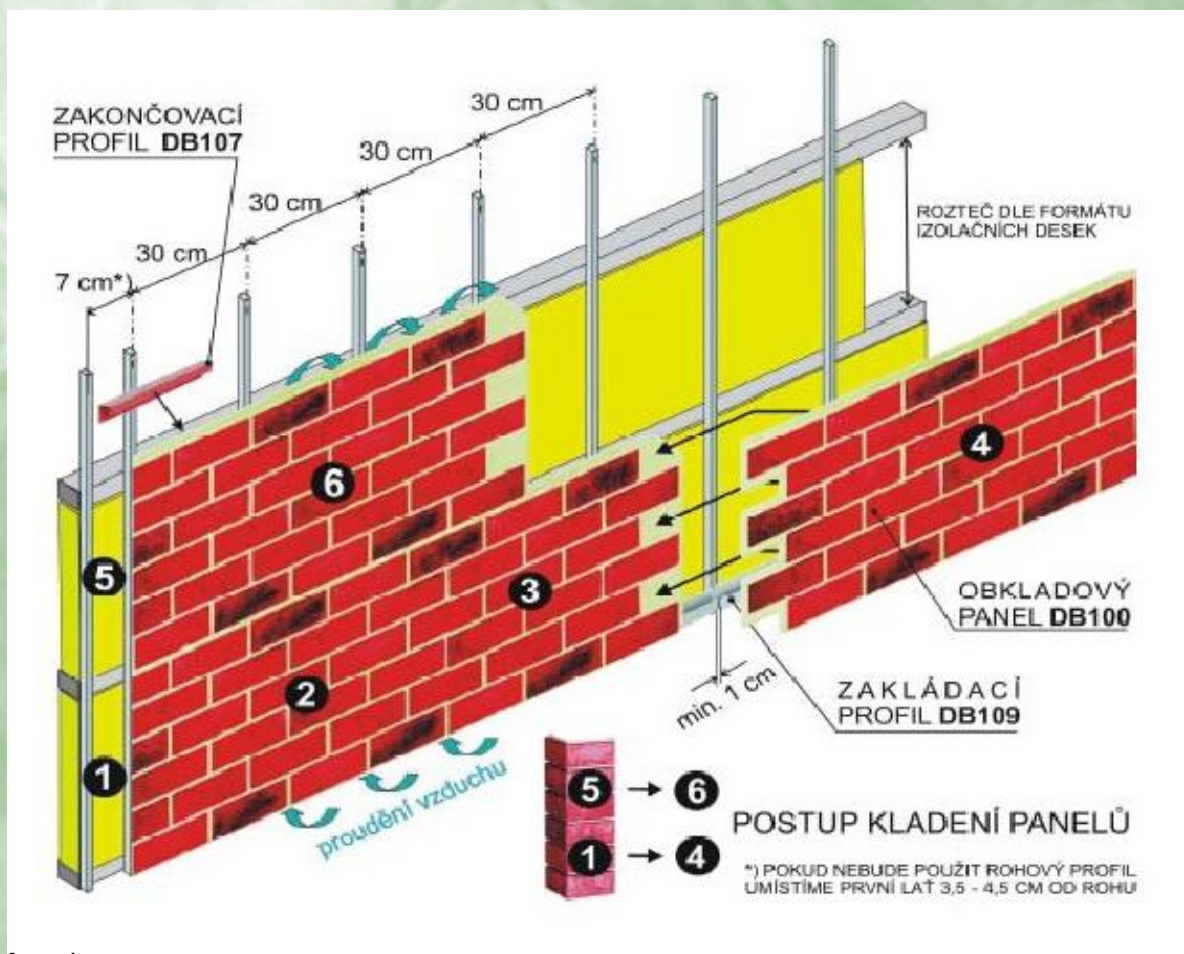 ZAKONČOVACÍ
PROFIL DB107
30 cm
30 cm
30 cm
30 cm
7 cm*)
ROZTEČ DLE FORMÁTU
IZOLAČNÍCH DESEK
6
4
5
3
2
1
OBKLADOVÝ
PANEL DB100
ZAKLÁDACÍ
PROFIL DB109
min. 1 cm
proudění vzduchu
5 → 6
1 → 4
POSTUP KLADENÍ PANELŮ
*) POKUD NEBUDE POUŽIT ROHOVÝ PROFIL
UMÍSTÍME PRVNÍ LAŤ 3,5 - 4,5 CM OD ROHU